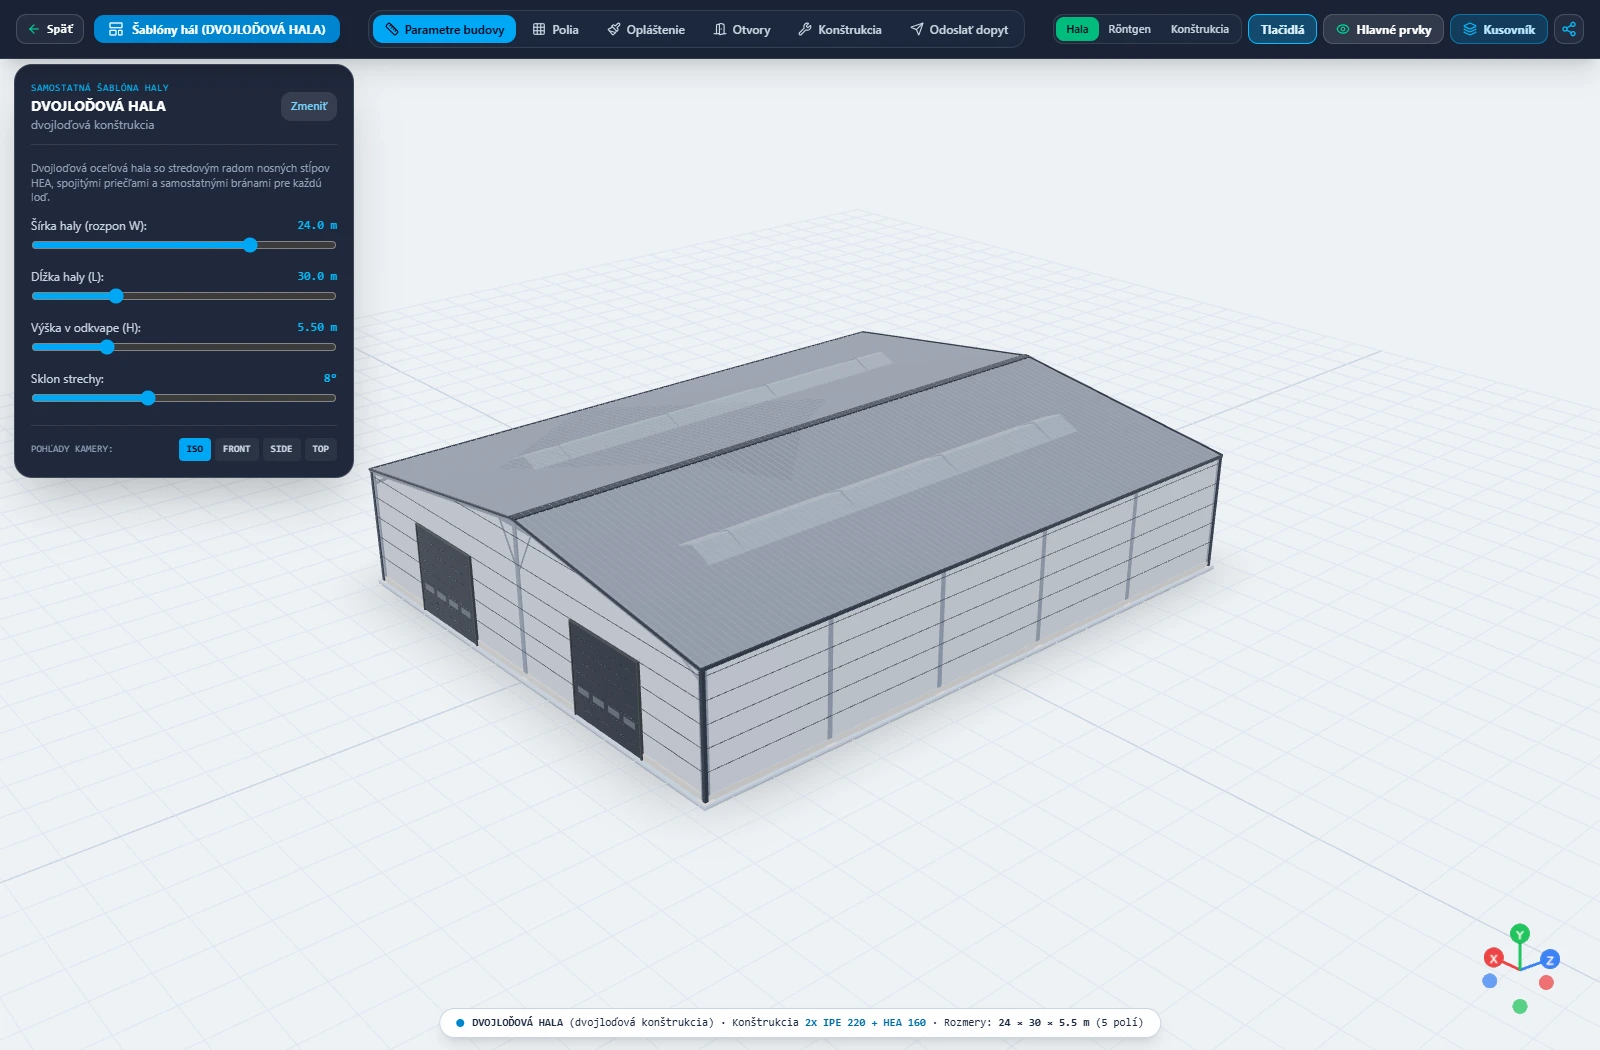 Späť
Šablóny hál (DVOJLOĎOVÁ HALA)
Parametre budovy
Polia
Opláštenie
Otvory
Konštrukcia
Odoslať dopyt
Hala
Röntgen
Konštrukcia
Tlačidlá
Hlavné prvky
Kusovník
SAMOSTATNÁ ŠABLÓNA HALY
DVOJLOĎOVÁ HALA
dvojloďová konštrukcia
Zmeniť
Dvojloďová oceľová hala so stredovým radom nosných stĺpov
HEA, spojitými priečľami a samostatnými bránami pre každú
loď.
Šírka haly (rozpon W): 24.0 m
Dĺžka haly (L): 30.0 m
Výška v odkvape (H): 5.50 m
Sklon strechy: 8°
POHĽADY KAMERY: ISO FRONT SIDE TOP
Y
X
Z
DVOJLOĎOVÁ HALA (dvojloďová konštrukcia) · Konštrukcia 2x IPE 220 + HEA 160 · Rozmery: 24 × 30 × 5.5 m (5 polí)